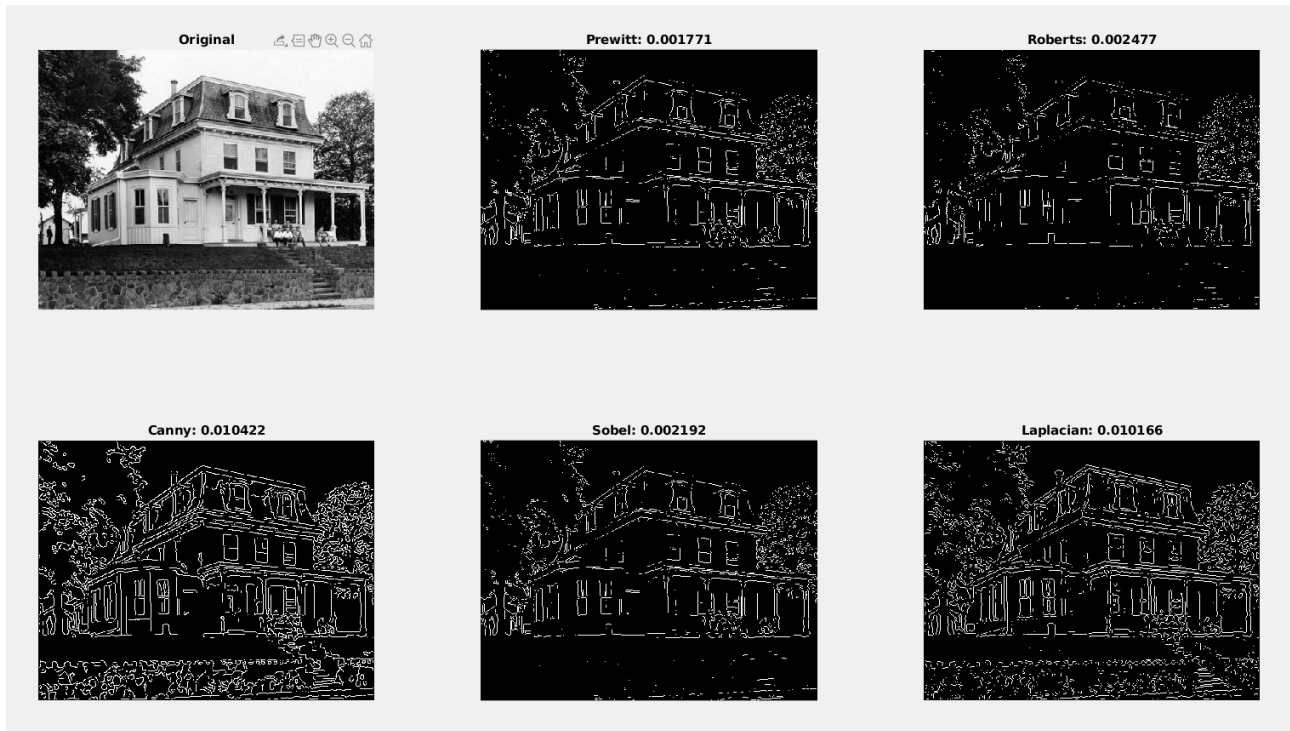 Original
Prewitt: 0.001771
Roberts: 0.002477
Canny: 0.010422
Sobel: 0.002192
Laplacian: 0.010166